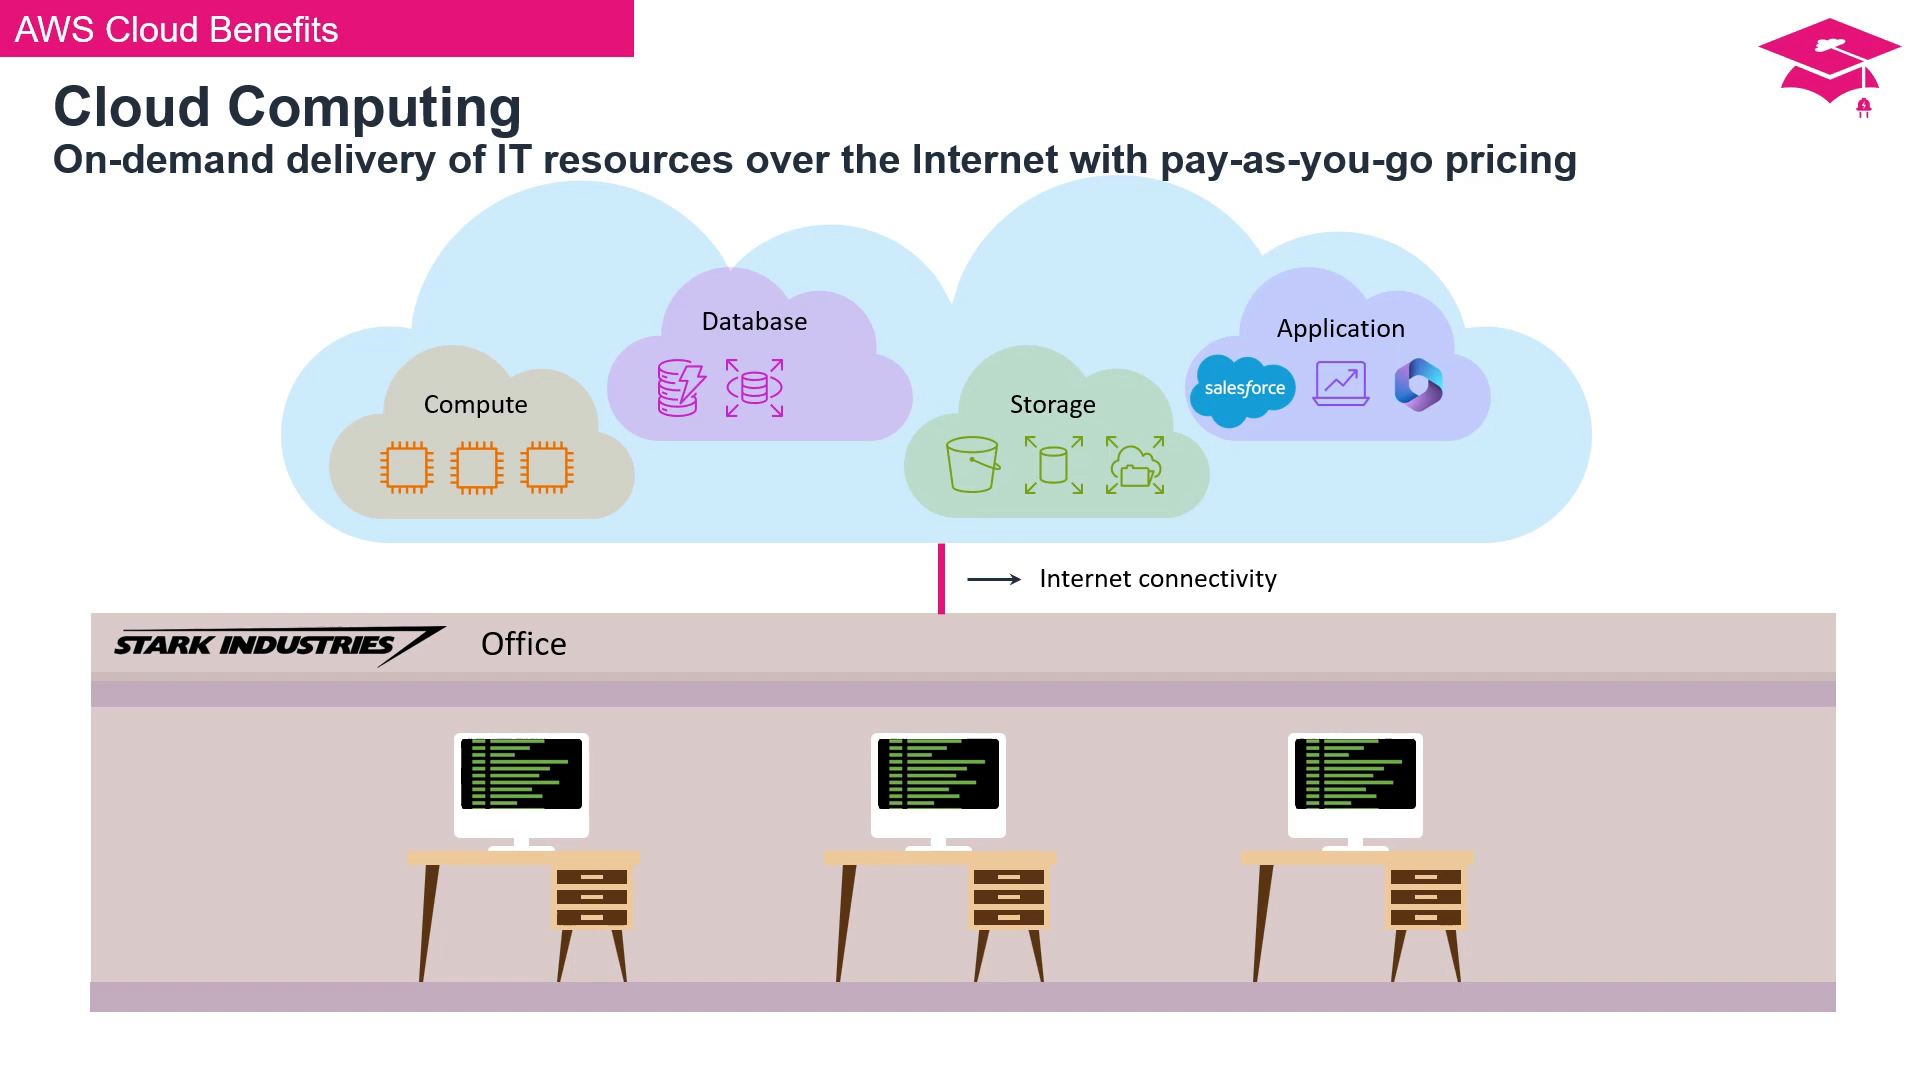 AWS Cloud Benefits
Cloud Computing
On-demand delivery of IT resources over the Internet with pay-as-you-go pricing
Database
Application
salesforce
Compute
Storage
Internet connectivity
STARK INDUSTRIES
Office